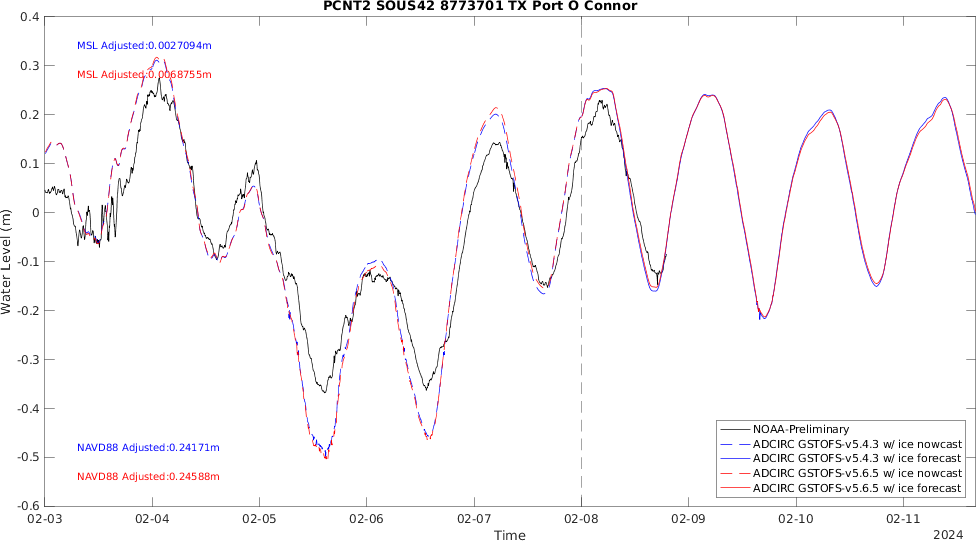 PCNT2 SOUS42 8773701 TX Port O Connor
0.4
0.3
0.2
0.1
0
-0.1
-0.2
-0.3
-0.4
-0.5
-0.6
Water Level (m)
MSL Adjusted:0.0027094m
MSL Adjusted:0.0068755m
NAVD88 Adjusted:0.24171m
NAVD88 Adjusted:0.24588m
NOAA-Preliminary
ADCIRC GSTOFS-v5.4.3 w/ ice nowcast
ADCIRC GSTOFS-v5.4.3 w/ ice forecast
ADCIRC GSTOFS-v5.6.5 w/ ice nowcast
ADCIRC GSTOFS-v5.6.5 w/ ice forecast
02-03 02-04 02-05 02-06 02-07 02-08 02-09 02-10 02-11
Time
2024